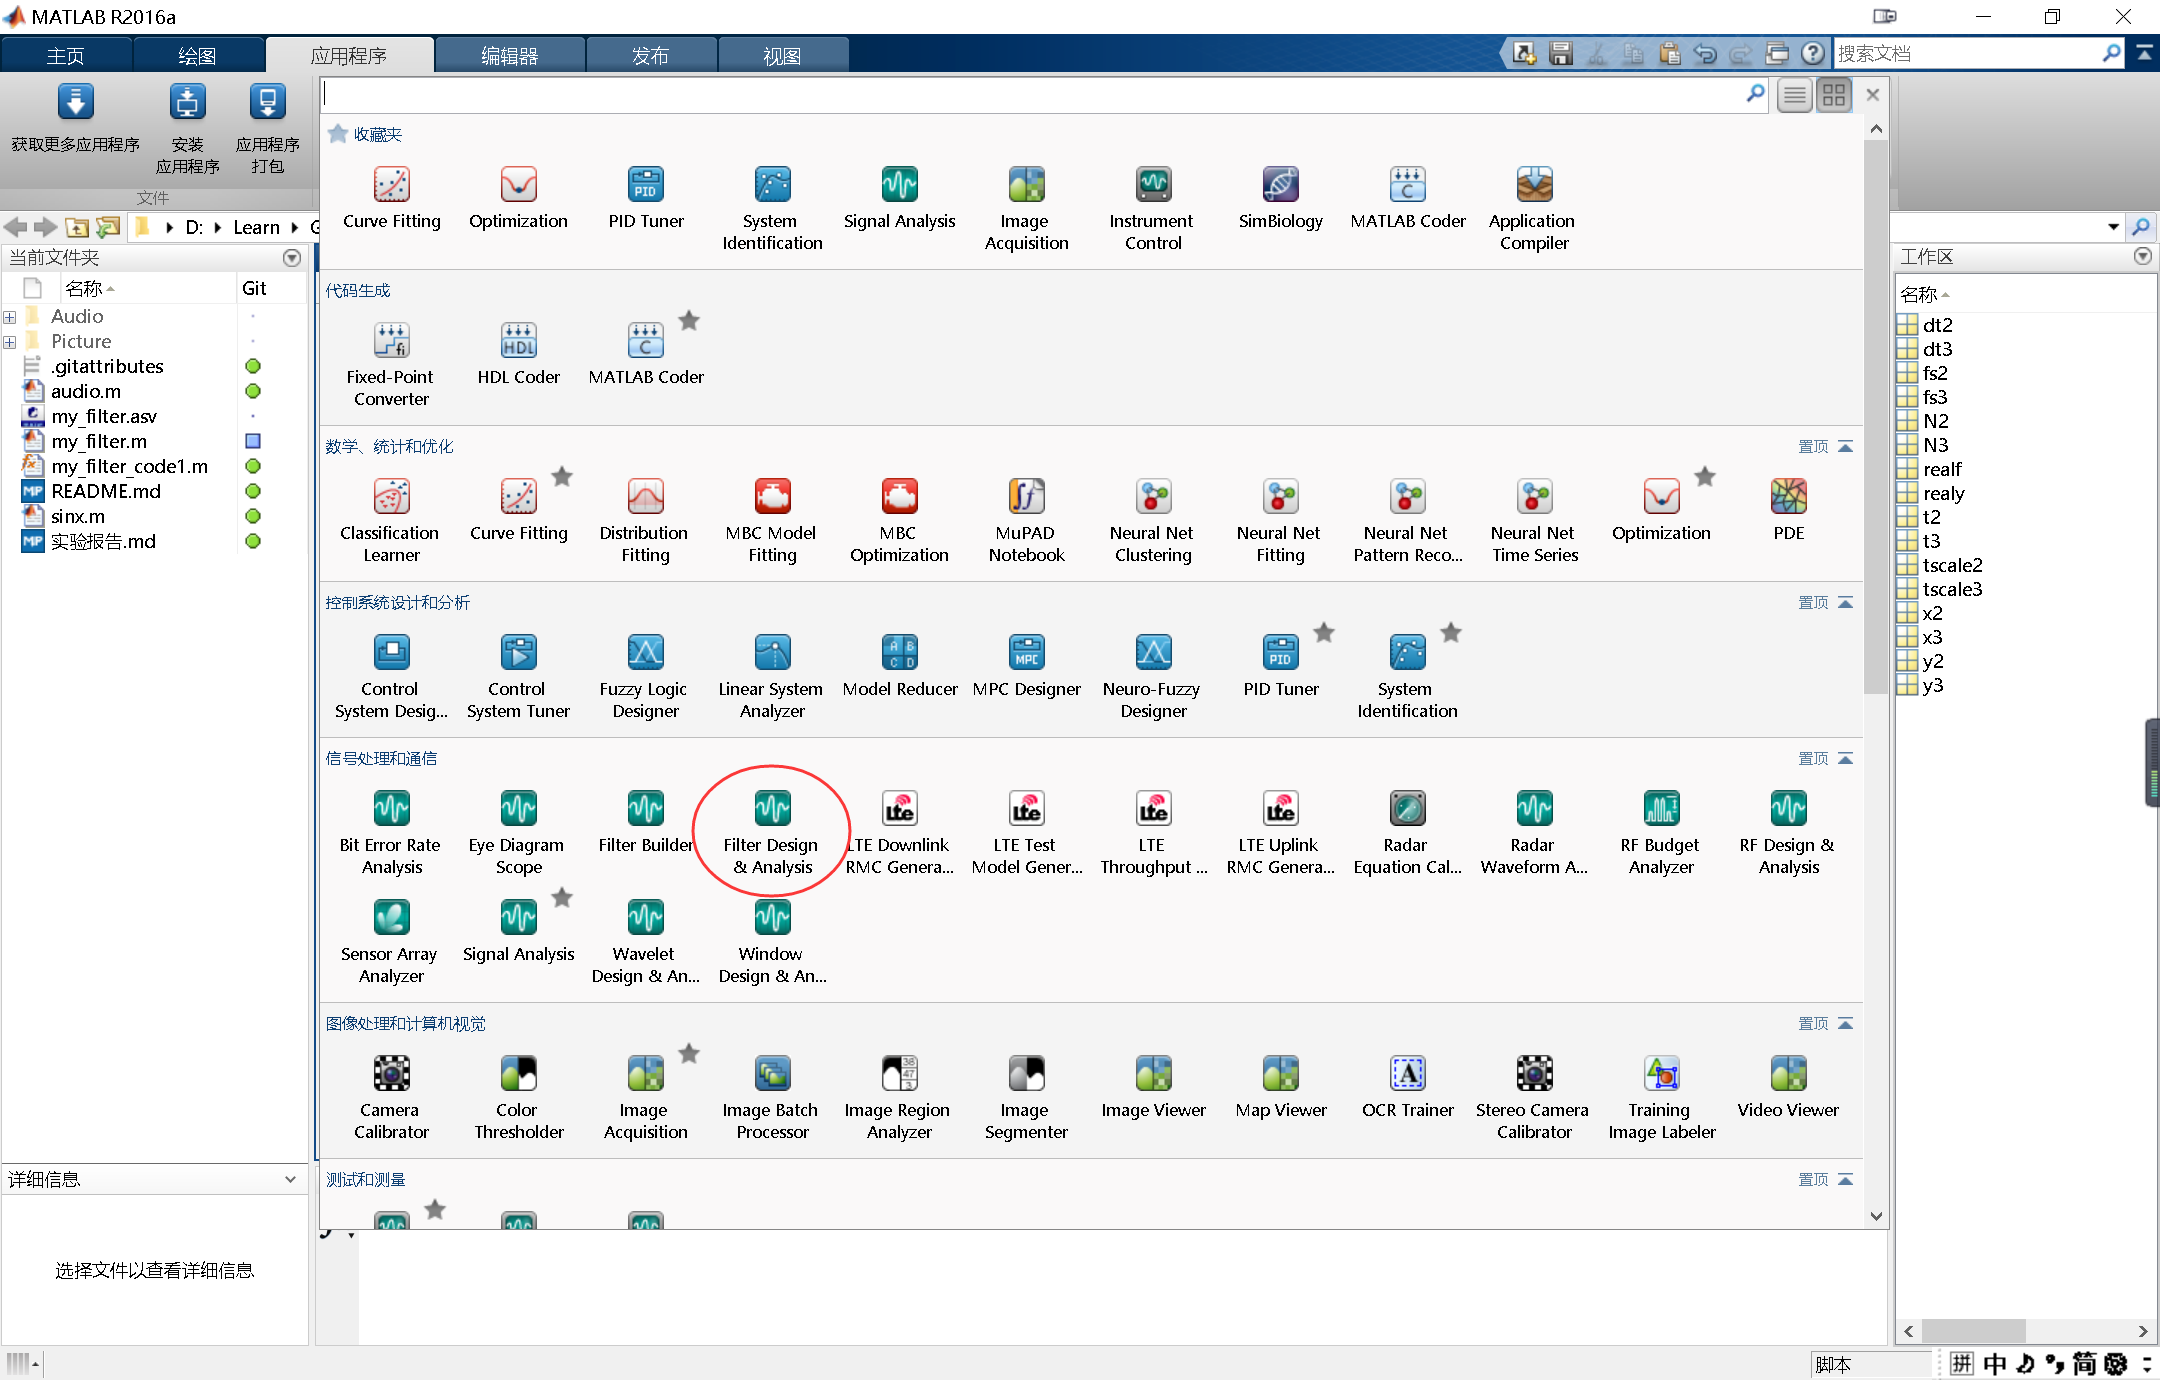 MATLAB R2016a
主页
绘图
应用程序
编辑器
发布
视图
搜索文档
获取更多应用程序
安装
应用程序
应用程序
打包
文件
D: Learn
当前文件夹
名称
Git
Audio
Picture
.gitattributes
audio.m
my_filter.asv
my_filter.m
my_filter_code1.m
README.md
sinx.m
实验报告.md
详细信息
选择文件以查看详细信息
收藏夹
Curve Fitting
Optimization
PID Tuner
System
Identification
Signal Analysis
Image
Acquisition
Instrument
Control
SimBiology
MATLAB Coder
Application
Compiler
代码生成
Fixed-Point
Converter
HDL Coder
MATLAB Coder
数学、统计和优化
置顶
Classification
Learner
Curve Fitting
Distribution
Fitting
MBC Model
Fitting
MBC
Optimization
MuPAD
Notebook
Neural Net
Clustering
Neural Net
Fitting
Neural Net
Pattern Reco...
Neural Net
Time Series
Optimization
PDE
控制系统设计和分析
置顶
Control
System Desig...
Control
System Tuner
Fuzzy Logic
Designer
Linear System
Analyzer
Model Reducer
MPC Designer
Neuro-Fuzzy
Designer
PID Tuner
System
Identification
信号处理和通信
置顶
Bit Error Rate
Analysis
Eye Diagram
Scope
Filter Builder
Filter Design
& Analysis
LTE Downlink
RMC Genera...
LTE Test
Model Gener...
LTE
Throughput ...
LTE Uplink
RMC Genera...
Radar
Equation Cal...
Radar
Waveform A...
RF Budget
Analyzer
RF Design &
Analysis
Sensor Array
Analyzer
Signal Analysis
Wavelet
Design & An...
Window
Design & An...
图像处理和计算机视觉
置顶
Camera
Calibrator
Color
Thresholder
Image
Acquisition
Image Batch
Processor
Image Region
Analyzer
Image
Segmenter
Image Viewer
Map Viewer
OCR Trainer
Stereo Camera
Calibrator
Training
Image Labeler
Video Viewer
测试和测量
置顶
工作区
名称
dt2
dt3
fs2
fs3
N2
N3
realf
realy
t2
t3
tscale2
tscale3
x2
x3
y2
y3
脚本
拼 中 简